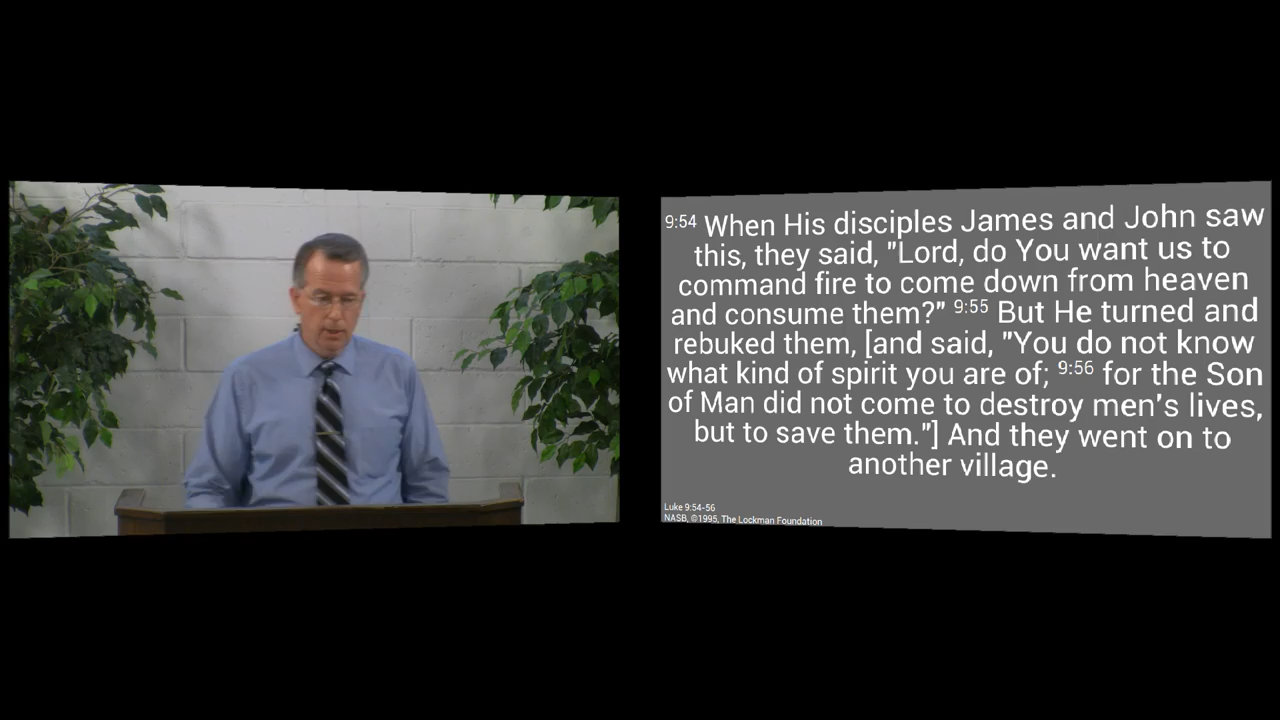 9:54 When His disciples James and John saw
this, they said, "Lord, do You want us to
command fire to come down from heaven
and consume them?" 9:55 But He turned and
rebuked them, [and said, "You do not know
what kind of spirit you are of; 9:56 for the Son
of Man did not come to destroy men's lives,
but to save them."] And they went on to
another village.
Luke 9:54-56
NASB, ©1995, The Lockman Foundation